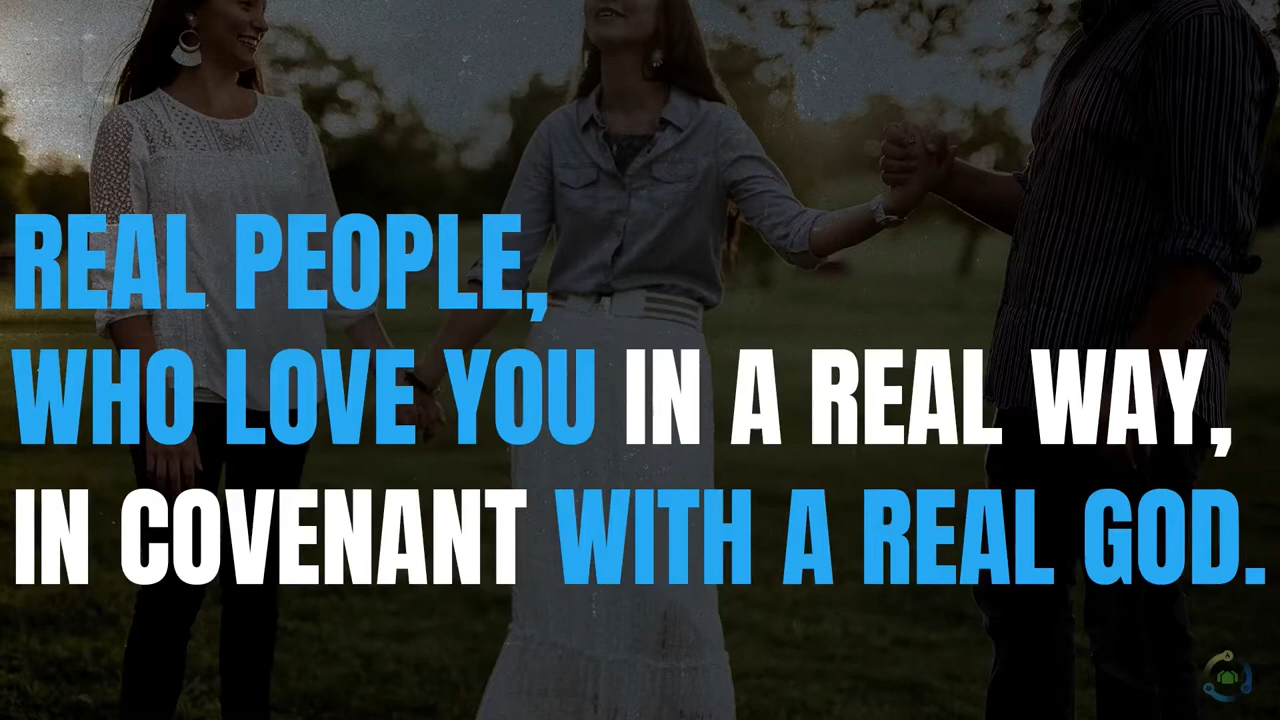 REAL PEOPLE,
WHO LOVE YOU IN A REAL WAY,
IN COVENANT WITH A REAL GOD.